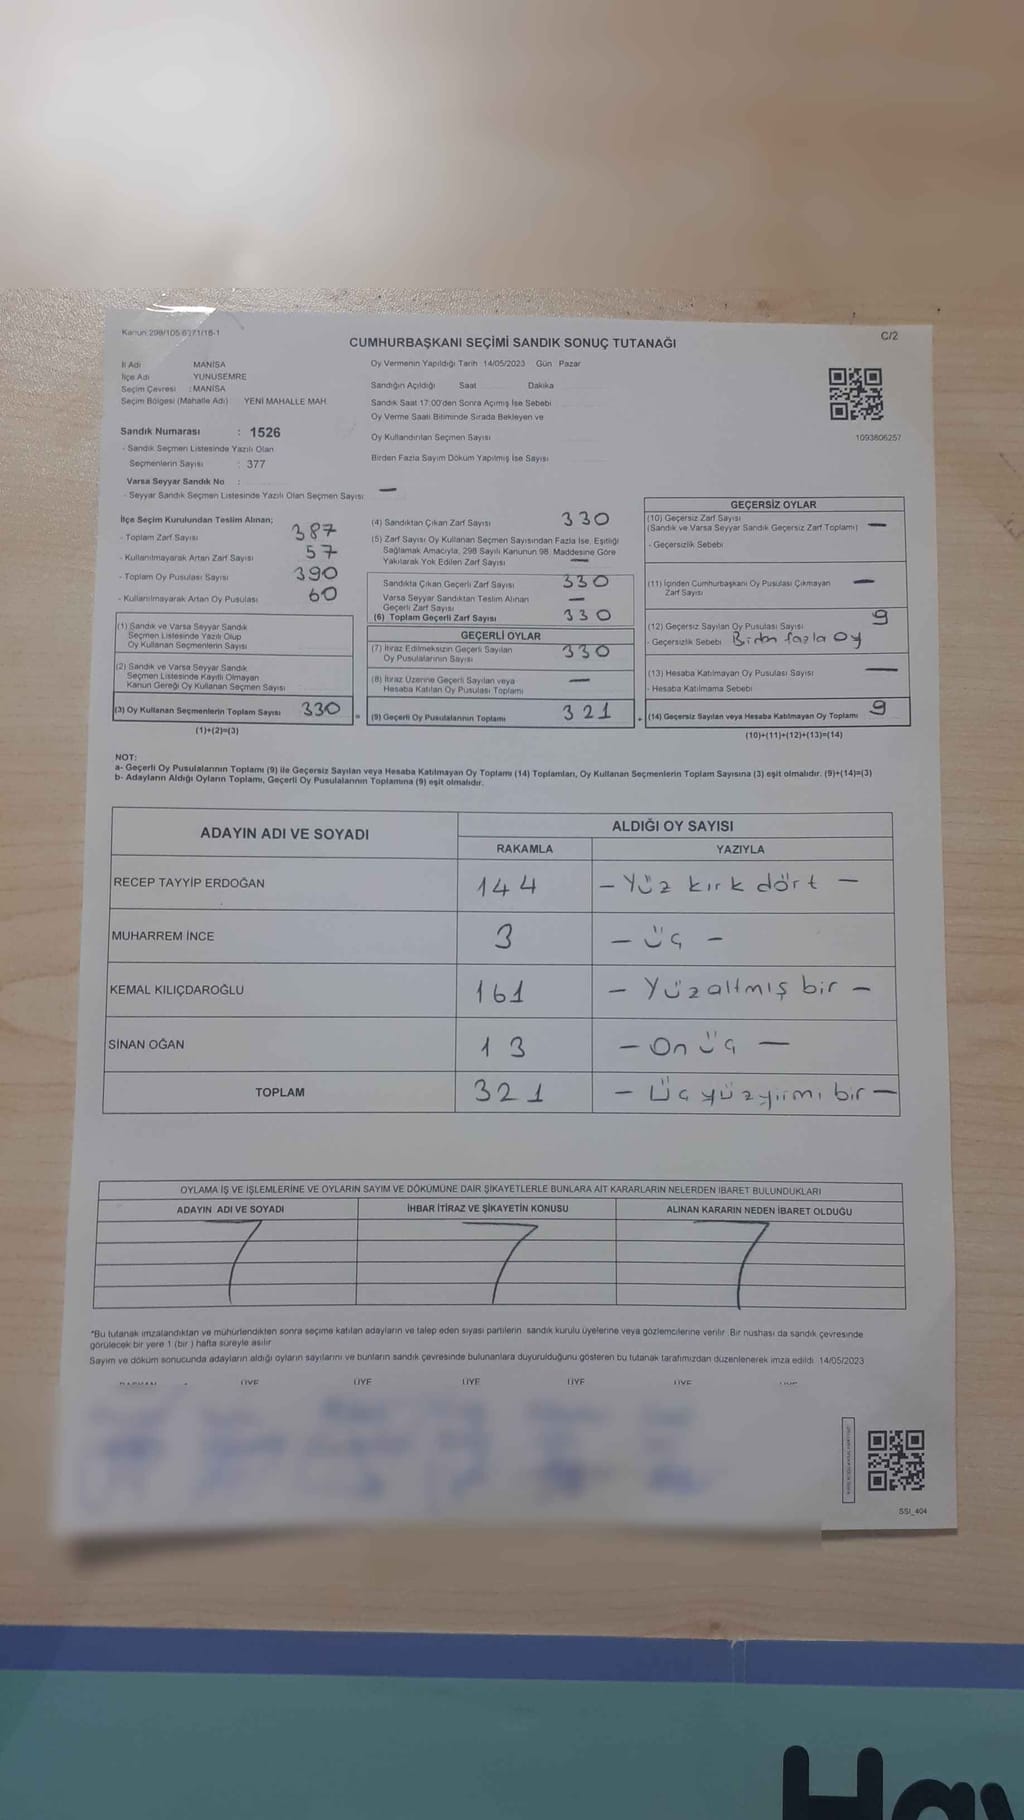 Kanun:298/105 6271/16-1
C/2
CUMHURBAŞKANI SEÇİMİ SANDIK SONUÇ TUTANAĞI
İl Adı MANİSA
İlçe Adı YUNUSEMRE
Seçim Çevresi : MANİSA
Seçim Bölgesi (Mahalle Adı) YENİ MAHALLE MAH.
Sandık Numarası : 1526
- Sandık Seçmen Listesinde Yazılı Olan
Seçmenlerin Sayısı : 377
Varsa Seyyar Sandık No :
- Seyyar Sandık Seçmen Listesinde Yazılı Olan Seçmen Sayısı —
Oy Vermenin Yapıldığı Tarih 14/05/2023 Gün Pazar
Sandığın Açıldığı Saat Dakika
Sandık Saat 17:00'den Sonra Açımış İse Sebebi
Oy Verme Saati Bitiminde Sırada Bekleyen ve
Oy Kullandırılan Seçmen Sayısı
Birden Fazla Sayım Döküm Yapılmış İse Sayısı
1093806257
İlçe Seçim Kurulundan Teslim Alınan;
- Toplam Zarf Sayısı 387
- Kullanılmayarak Artan Zarf Sayısı 57
- Toplam Oy Pusulası Sayısı 390
- Kullanılmayarak Artan Oy Pusulası 60
(1) Sandık ve Varsa Seyyar Sandık
Seçmen Listesinde Yazılı Olup
Oy Kullanan Seçmenlerin Sayısı
(2) Sandık ve Varsa Seyyar Sandık
Seçmen Listesinde Kayıtlı Olmayan
Kanun Gereği Oy Kullanan Seçmen Sayısı
(3) Oy Kullanan Seçmenlerin Toplam Sayısı 330
(1)+(2)=(3)
(4) Sandıktan Çıkan Zarf Sayısı 330
(5) Zarf Sayısı Oy Kullanan Seçmen Sayısından Fazla İse, Eşitliği
Sağlamak Amacıyla, 298 Sayılı Kanunun 98. Maddesine Göre
Yakılarak Yok Edilen Zarf Sayısı —
Sandıkta Çıkan Geçerli Zarf Sayısı 330
Varsa Seyyar Sandıktan Teslim Alınan
Geçerli Zarf Sayısı —
(6) Toplam Geçerli Zarf Sayısı 330
GEÇERLİ OYLAR
(7) İtiraz Edilmeksizin Geçerli Sayılan
Oy Pusulalarının Sayısı 330
(8) İtiraz Üzerine Geçerli Sayılan veya
Hesaba Katılan Oy Pusulası Toplamı —
= (9) Geçerli Oy Pusulalarının Toplamı 321
GEÇERSİZ OYLAR
(10) Geçersiz Zarf Sayısı
(Sandık ve Varsa Seyyar Sandık Geçersiz Zarf Toplamı) —
- Geçersizlik Sebebi
(11) İçinden Cumhurbaşkanı Oy Pusulası Çıkmayan
Zarf Sayısı —
(12) Geçersiz Sayılan Oy Pusulası Sayısı 9
- Geçersizlik Sebebi Birden fazla oy
(13) Hesaba Katılmayan Oy Pusulası Sayısı —
- Hesaba Katılmama Sebebi
+ (14) Geçersiz Sayılan veya Hesaba Katılmayan Oy Toplamı 9
(10)+(11)+(12)+(13)=(14)
NOT:
a- Geçerli Oy Pusulalarının Toplamı (9) ile Geçersiz Sayılan veya Hesaba Katılmayan Oy Toplamı (14) Toplamları, Oy Kullanan Seçmenlerin Toplam Sayısına (3) eşit olmalıdır. (9)+(14)=(3)
b- Adayların Aldığı Oyların Toplamı, Geçerli Oy Pusulalarının Toplamına (9) eşit olmalıdır.
ADAYIN ADI VE SOYADI ALDIĞI OY SAYISI
RAKAMLA YAZIYLA
RECEP TAYYİP ERDOĞAN 144 — Yüz kırk dört —
MUHARREM İNCE 3 — üç —
KEMAL KILIÇDAROĞLU 161 — Yüzaltmış bir —
SİNAN OĞAN 13 — On üç —
TOPLAM 321 — Üçyüzyirmi bir —
OYLAMA İŞ VE İŞLEMLERİNE VE OYLARIN SAYIM VE DÖKÜMÜNE DAİR ŞİKAYETLERLE BUNLARA AİT KARARLARIN NELERDEN İBARET BULUNDUKLARI
ADAYIN ADI VE SOYADI İHBAR İTİRAZ VE ŞİKAYETİN KONUSU ALINAN KARARIN NEDEN İBARET OLDUĞU
*Bu tutanak imzalandıktan ve mühürlendikten sonra seçime katılan adayların ve talep eden siyasi partilerin sandık kurulu üyelerine veya gözlemcilerine verilir. Bir nüshası da sandık çevresinde
görülecek bir yere 1 (bir) hafta süreyle asılır
Sayım ve döküm sonucunda adayların aldığı oyların sayılarını ve bunların sandık çevresinde bulunanlara duyurulduğunu gösteren bu tutanak tarafımızdan düzenlenerek imza edildi. 14/05/2023
BAŞKAN ÜYE ÜYE ÜYE ÜYE ÜYE ÜYE
SSI_404
Hay